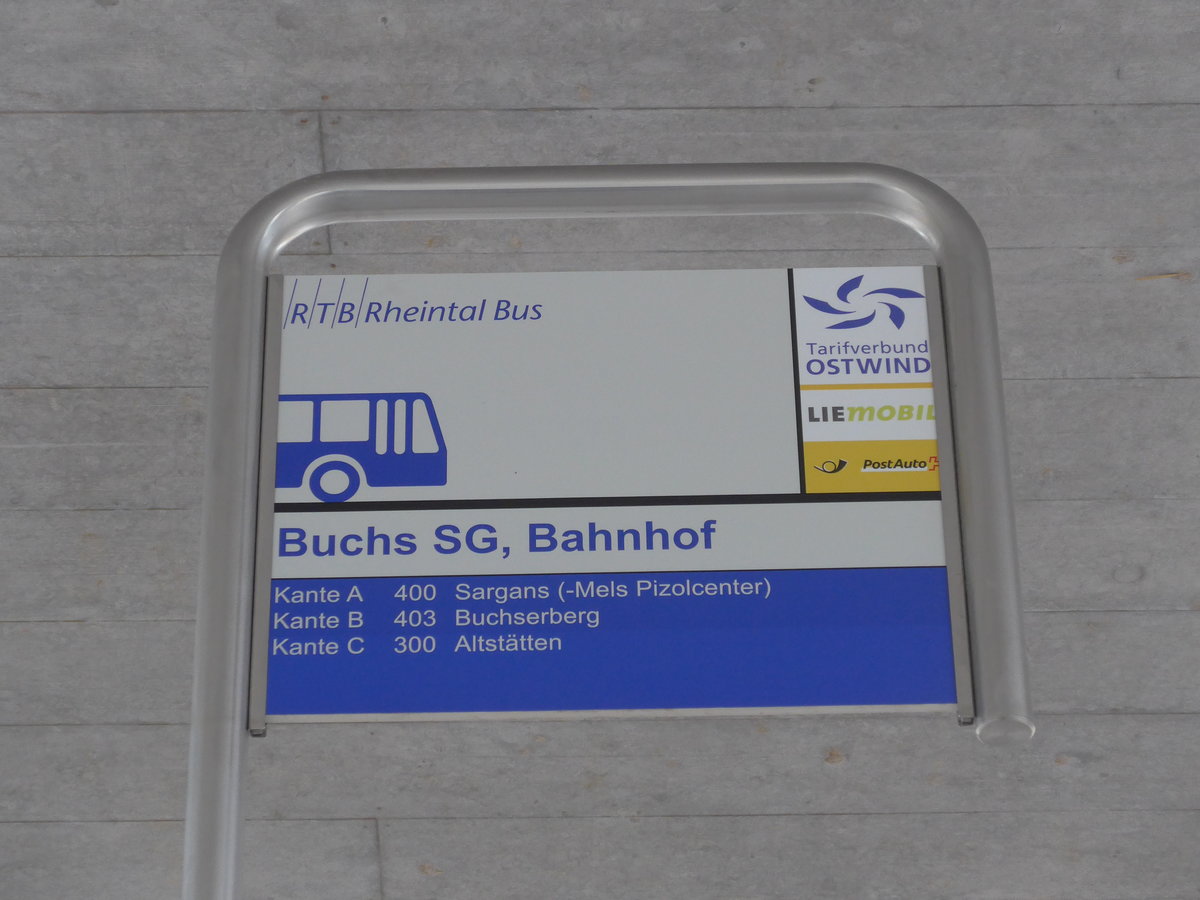 RTB Rheintal Bus
Tarifverbund
OSTWIND
LIEMOBIL
PostAuto
Buchs SG, Bahnhof
Kante A 400 Sargans (-Mels Pizolcenter)
Kante B 403 Buchserberg
Kante C 300 Altstätten